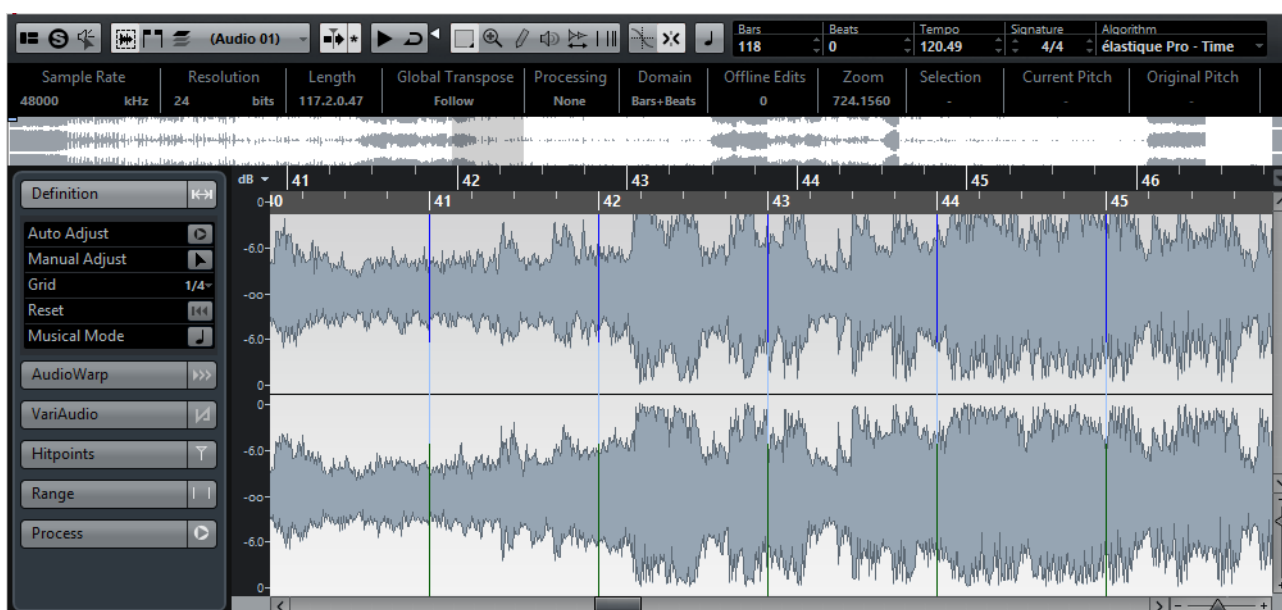 (Audio 01)
Bars Beats Tempo Signature Algorithm
118 0 120.49 4/4 élastique Pro - Time
Sample Rate Resolution Length Global Transpose Processing Domain Offline Edits Zoom Selection Current Pitch Original Pitch
48000 kHz 24 bits 117.2.0.47 Follow None Bars+Beats 0 724.1560 - - -
Definition
Auto Adjust
Manual Adjust
Grid 1/4
Reset
Musical Mode
AudioWarp
VariAudio
Hitpoints
Range
Process
dB 41 42 43 44 45 46
0 40 41 42 43 44 45
-6.0
-oo
-6.0
0
0
-6.0
-oo
-6.0
0